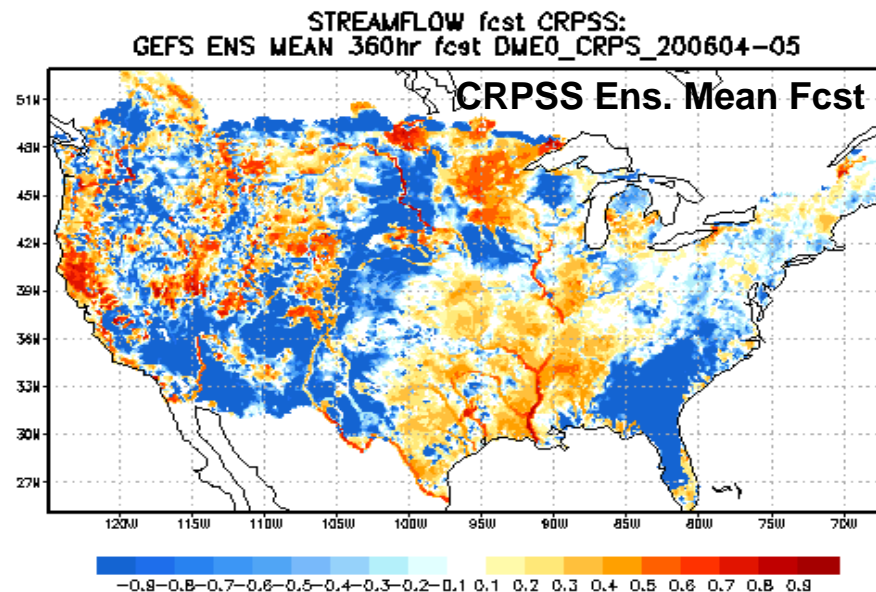 STREAMFLOW fcst CRPSS:
GEFS ENS MEAN 360hr fcst DME0_CRPS_200604-05
CRPSS Ens. Mean Fcst
51N
48N
45N
42N
39N
36N
33N
30N
27N
120W 115W 110W 105W 100W 95W 90W 85W 80W 75W 70W
-0.9-0.8-0.7-0.6-0.5-0.4-0.3-0.2-0.1 0.1 0.2 0.3 0.4 0.5 0.6 0.7 0.8 0.9